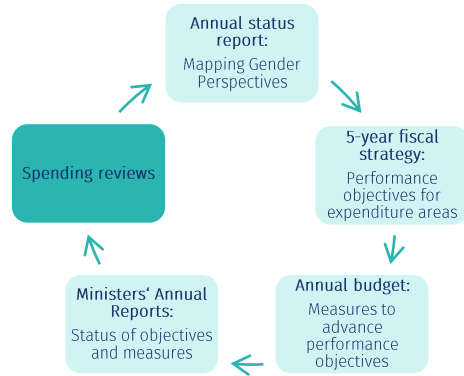 Annual status
report:
Mapping Gender
Perspectives
5-year fiscal
strategy:
Performance
objectives for
expenditure areas
Annual budget:
Measures to
advance
performance
objectives
Ministers‘ Annual
Reports:
Status of objectives
and measures
Spending reviews